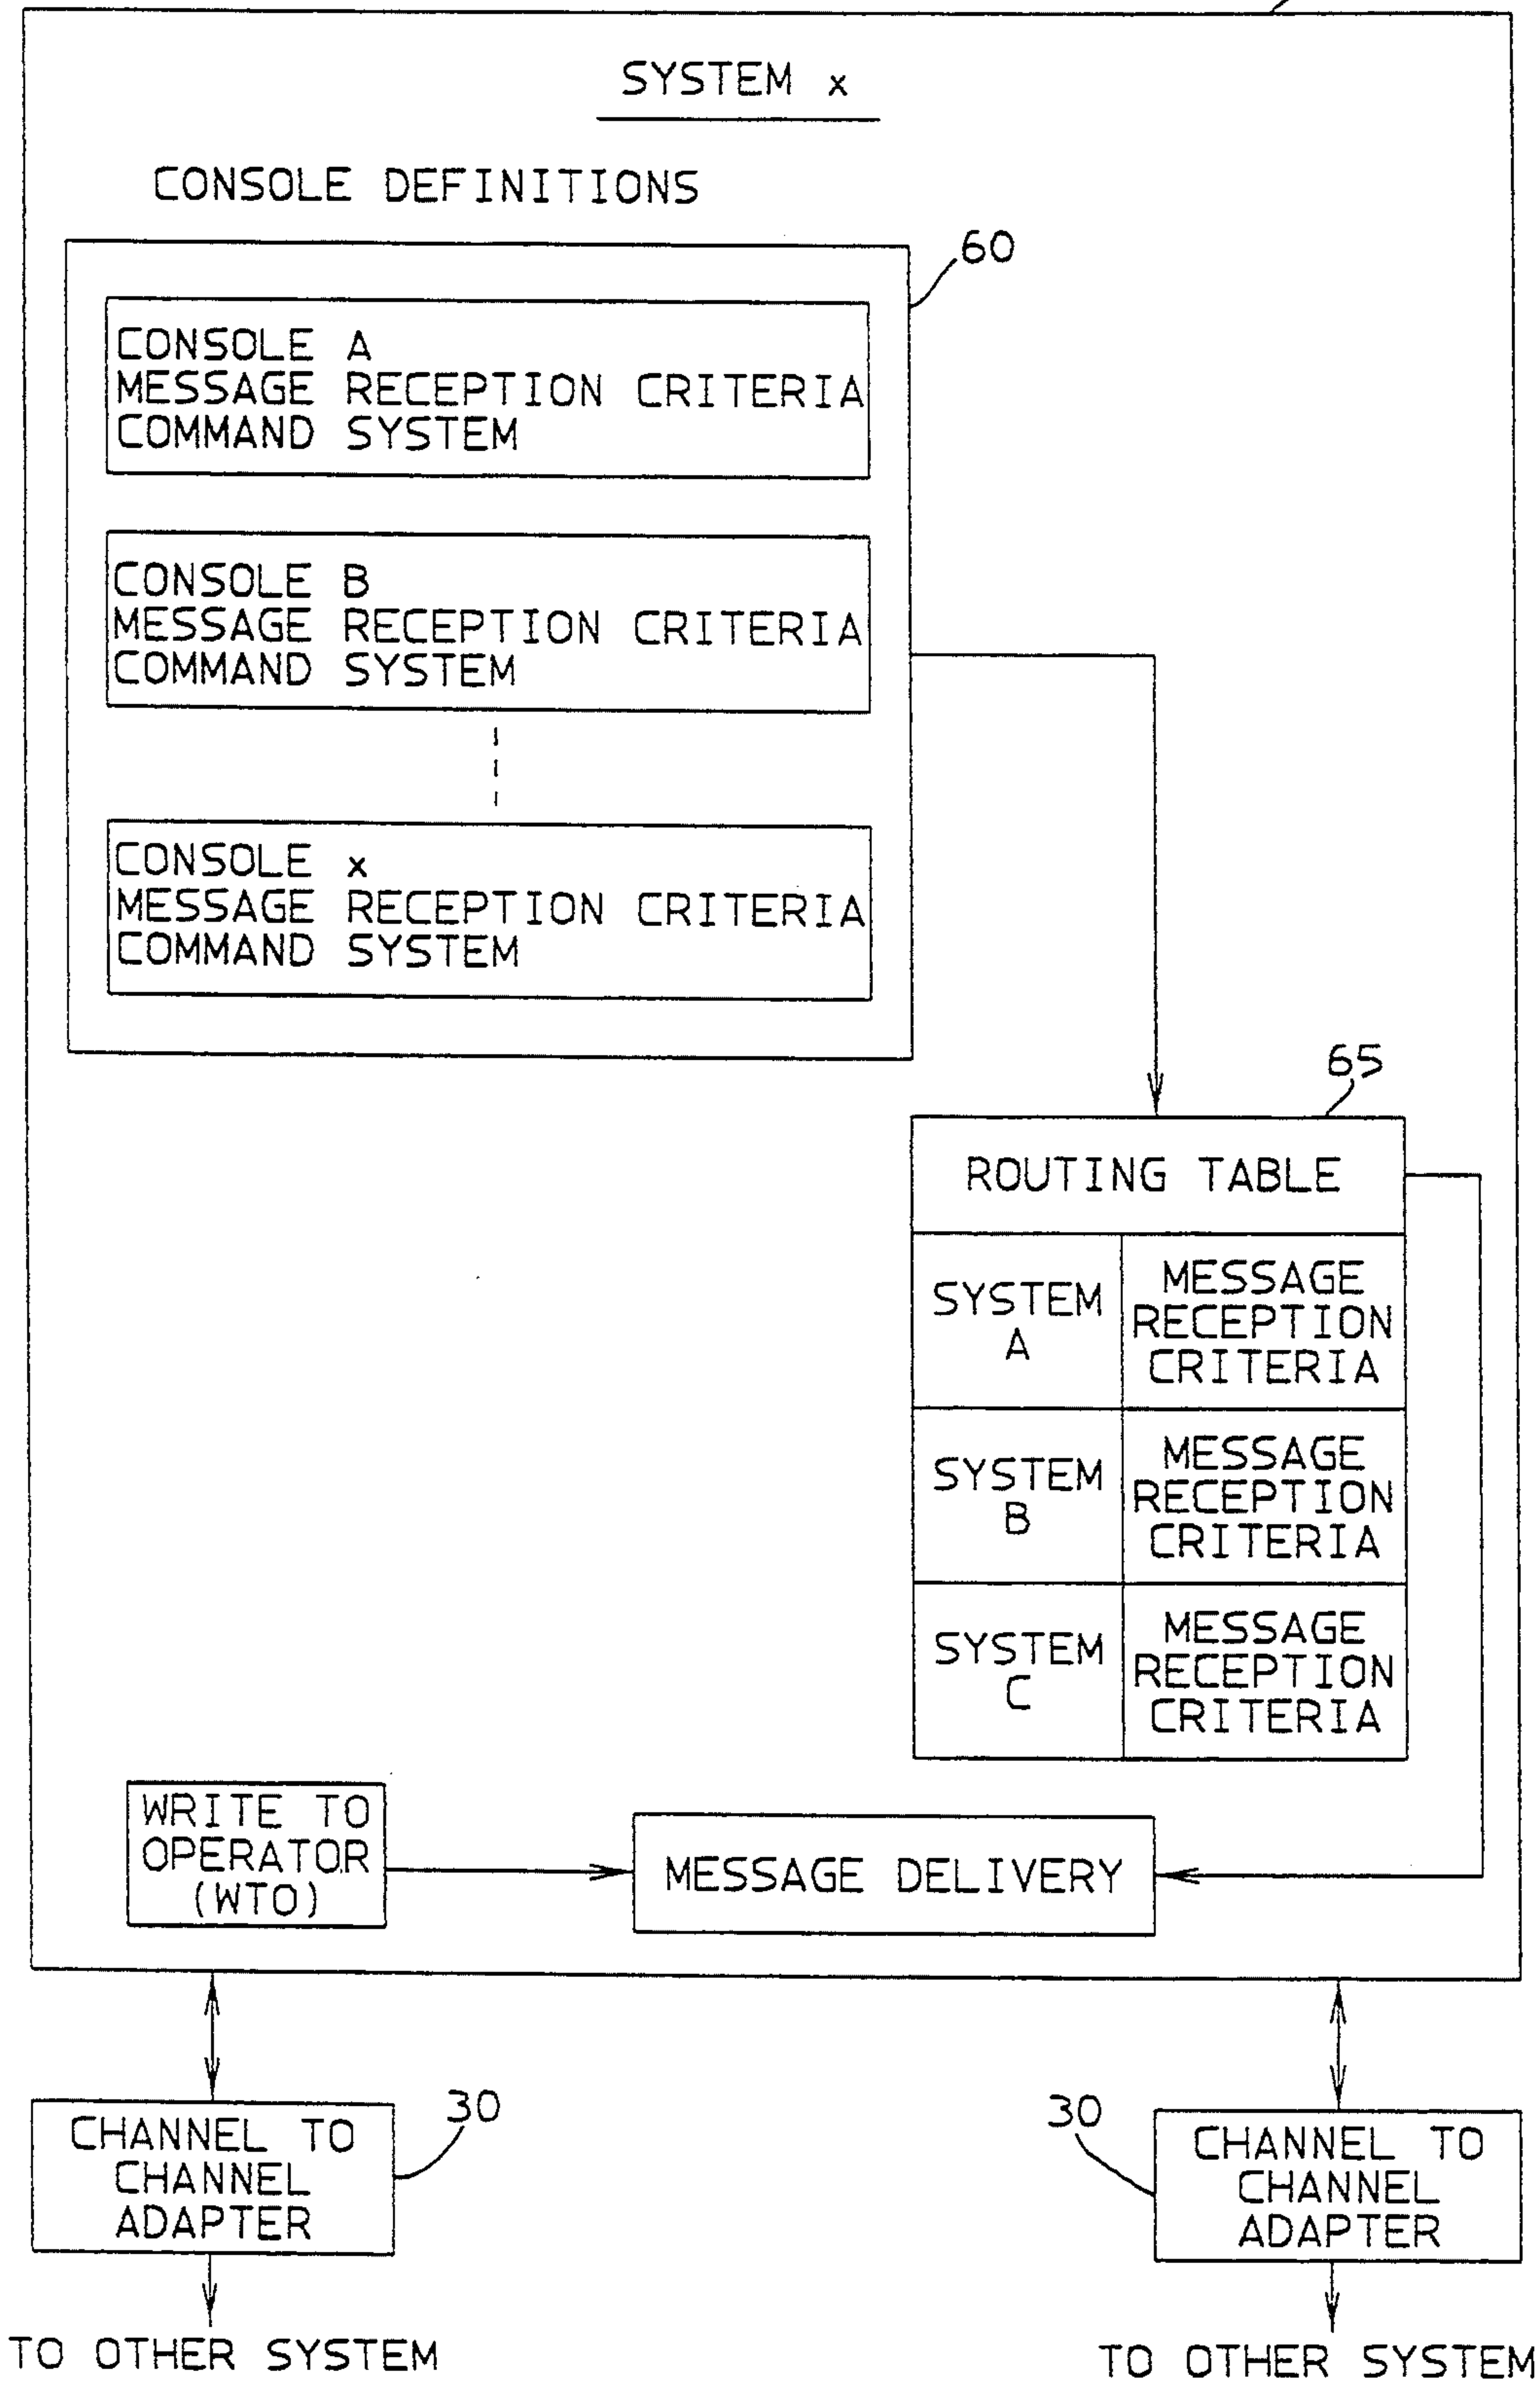 SYSTEM x
CONSOLE DEFINITIONS
60
CONSOLE A
MESSAGE RECEPTION CRITERIA
COMMAND SYSTEM
CONSOLE B
MESSAGE RECEPTION CRITERIA
COMMAND SYSTEM
CONSOLE x
MESSAGE RECEPTION CRITERIA
COMMAND SYSTEM
65
ROUTING TABLE
SYSTEM
A
MESSAGE
RECEPTION
CRITERIA
SYSTEM
B
MESSAGE
RECEPTION
CRITERIA
SYSTEM
C
MESSAGE
RECEPTION
CRITERIA
WRITE TO
OPERATOR
(WTO)
MESSAGE DELIVERY
30
CHANNEL TO
CHANNEL
ADAPTER
30
CHANNEL TO
CHANNEL
ADAPTER
TO OTHER SYSTEM
TO OTHER SYSTEM